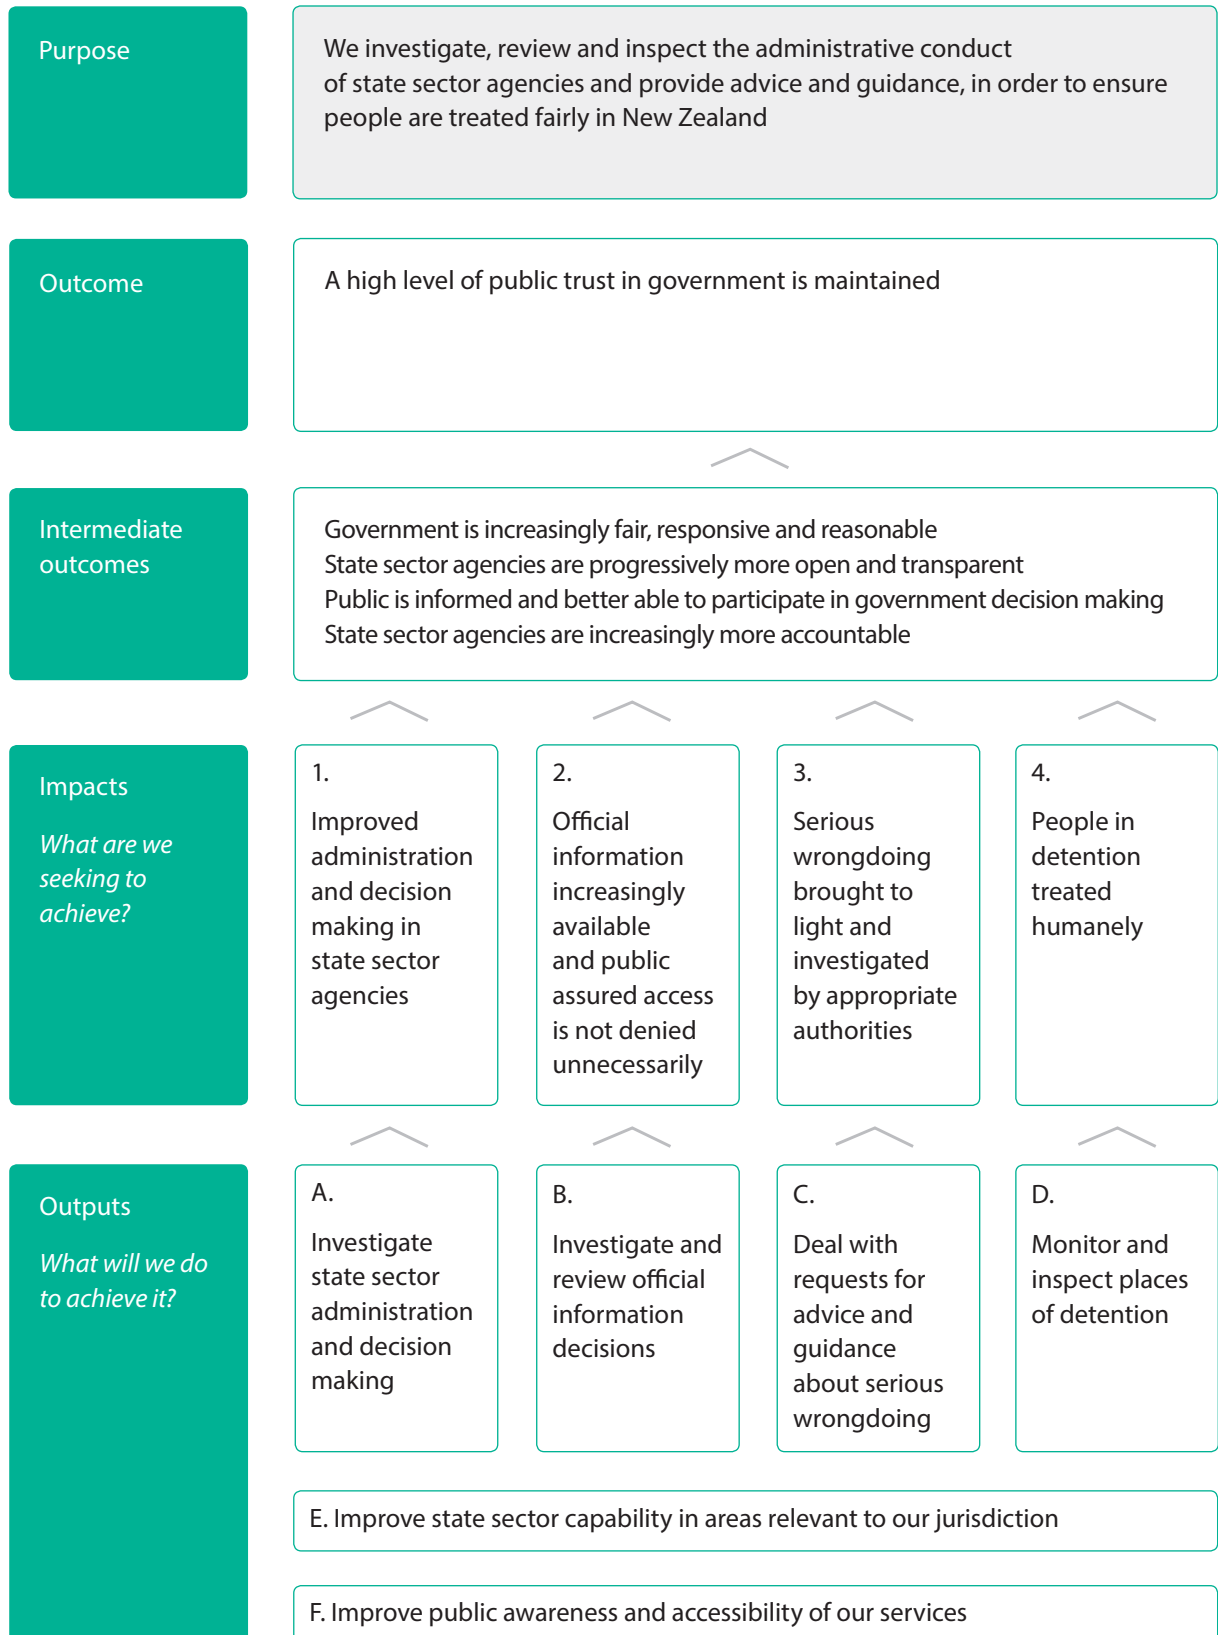 Purpose
We investigate, review and inspect the administrative conduct
of state sector agencies and provide advice and guidance, in order to ensure
people are treated fairly in New Zealand
Outcome
A high level of public trust in government is maintained
Intermediate
outcomes
Government is increasingly fair, responsive and reasonable
State sector agencies are progressively more open and transparent
Public is informed and better able to participate in government decision making
State sector agencies are increasingly more accountable
Impacts
What are we
seeking to
achieve?
1.
Improved
administration
and decision
making in
state sector
agencies
2.
Official
information
increasingly
available
and public
assured access
is not denied
unnecessarily
3.
Serious
wrongdoing
brought to
light and
investigated
by appropriate
authorities
4.
People in
detention
treated
humanely
Outputs
What will we do
to achieve it?
A.
Investigate
state sector
administration
and decision
making
B.
Investigate and
review official
information
decisions
C.
Deal with
requests for
advice and
guidance
about serious
wrongdoing
D.
Monitor and
inspect places
of detention
E. Improve state sector capability in areas relevant to our jurisdiction
F. Improve public awareness and accessibility of our services